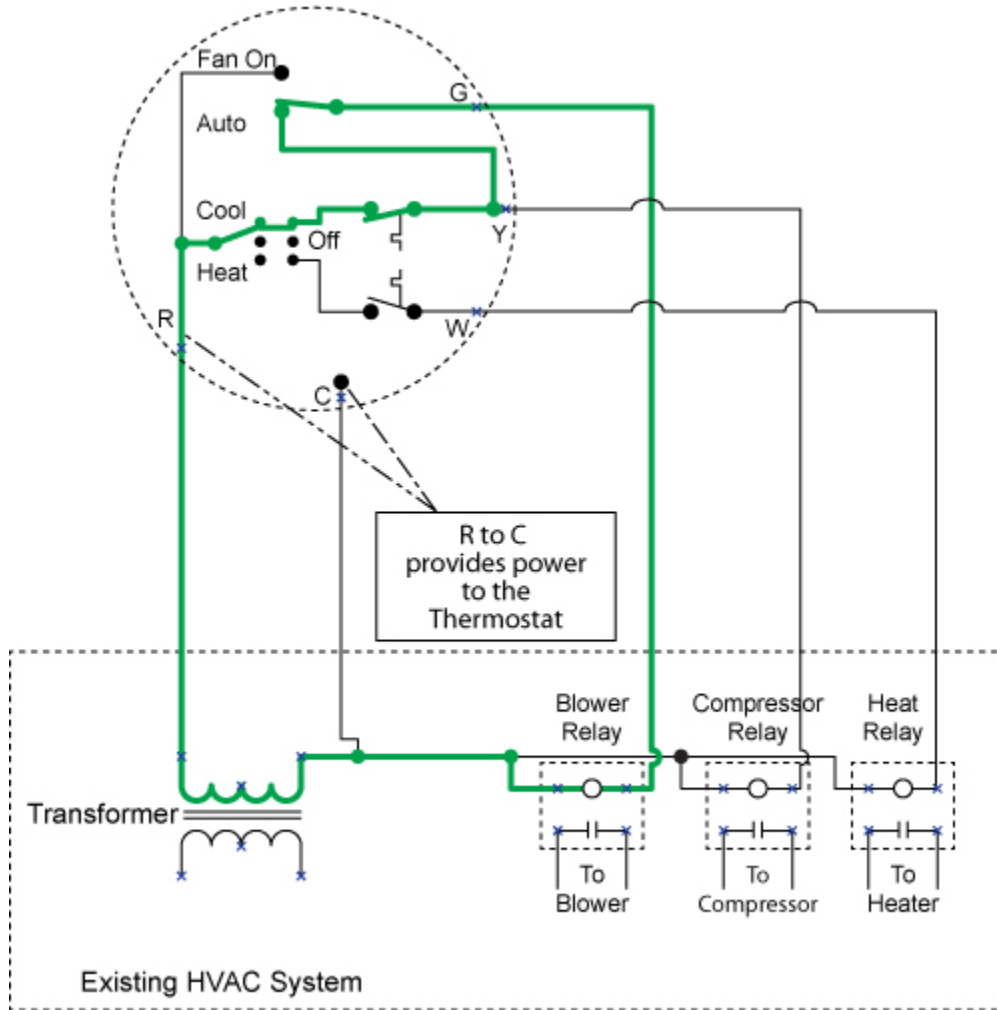 Fan On
G
Auto
Cool
Off
Y
Heat
R
W
C
R to C
provides power
to the
Thermostat
Blower
Relay
Compressor
Relay
Heat
Relay
Transformer
To
Blower
To
Compressor
To
Heater
Existing HVAC System